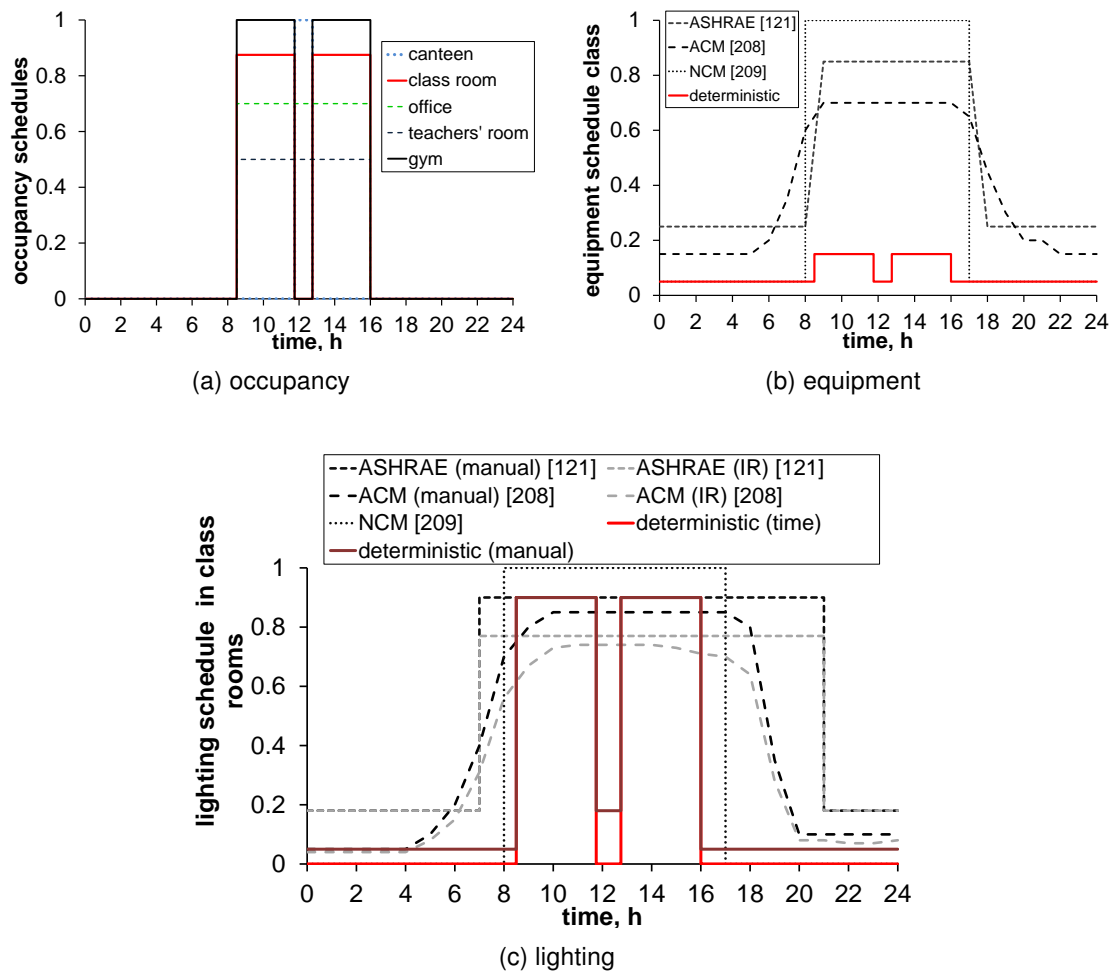 occupancy schedules
1
0.8
0.6
0.4
0.2
0
0 2 4 6 8 10 12 14 16 18 20 22 24
time, h
canteen
class room
office
teachers' room
gym
(a) occupancy
equipment schedule class
1
0.8
0.6
0.4
0.2
0
0 2 4 6 8 10 12 14 16 18 20 22 24
time, h
ASHRAE [121]
ACM [208]
NCM [209]
deterministic
(b) equipment
ASHRAE (manual) [121] ASHRAE (IR) [121]
ACM (manual) [208] ACM (IR) [208]
NCM [209] deterministic (time)
deterministic (manual)
lighting schedule in class
rooms
1
0.8
0.6
0.4
0.2
0
0 2 4 6 8 10 12 14 16 18 20 22 24
time, h
(c) lighting